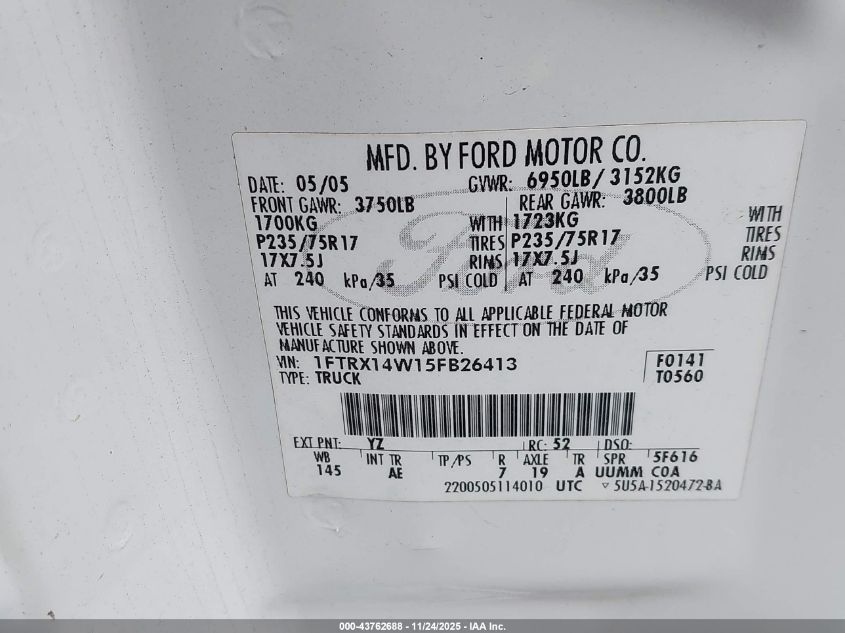 MFD. BY FORD MOTOR CO.
DATE: 05/05 GVWR: 6950LB/ 3152KG
FRONT GAWR: 3750LB REAR GAWR: 3800LB
1700KG WITH 1723KG WITH
P235/75R17 TIRES P235/75R17 TIRES
17X7.5J RIMS 17X7.5J RIMS
AT 240 kPa/35 PSI COLD AT 240 kPa/35 PSI COLD
Ford
THIS VEHICLE CONFORMS TO ALL APPLICABLE FEDERAL MOTOR
VEHICLE SAFETY STANDARDS IN EFFECT ON THE DATE OF
MANUFACTURE SHOWN ABOVE.
VIN: 1FTRX14W15FB26413 F0141
TYPE: TRUCK T0560
EXT PNT: YZ RC: 52 DSO:
WB INT TR TP/PS R AXLE TR SPR 5F616
145 AE 7 19 A UUMM COA
2200505114010 UTC ▿ 5U5A-1520472-BA
000-43762688 - 11/24/2025 - IAA Inc.